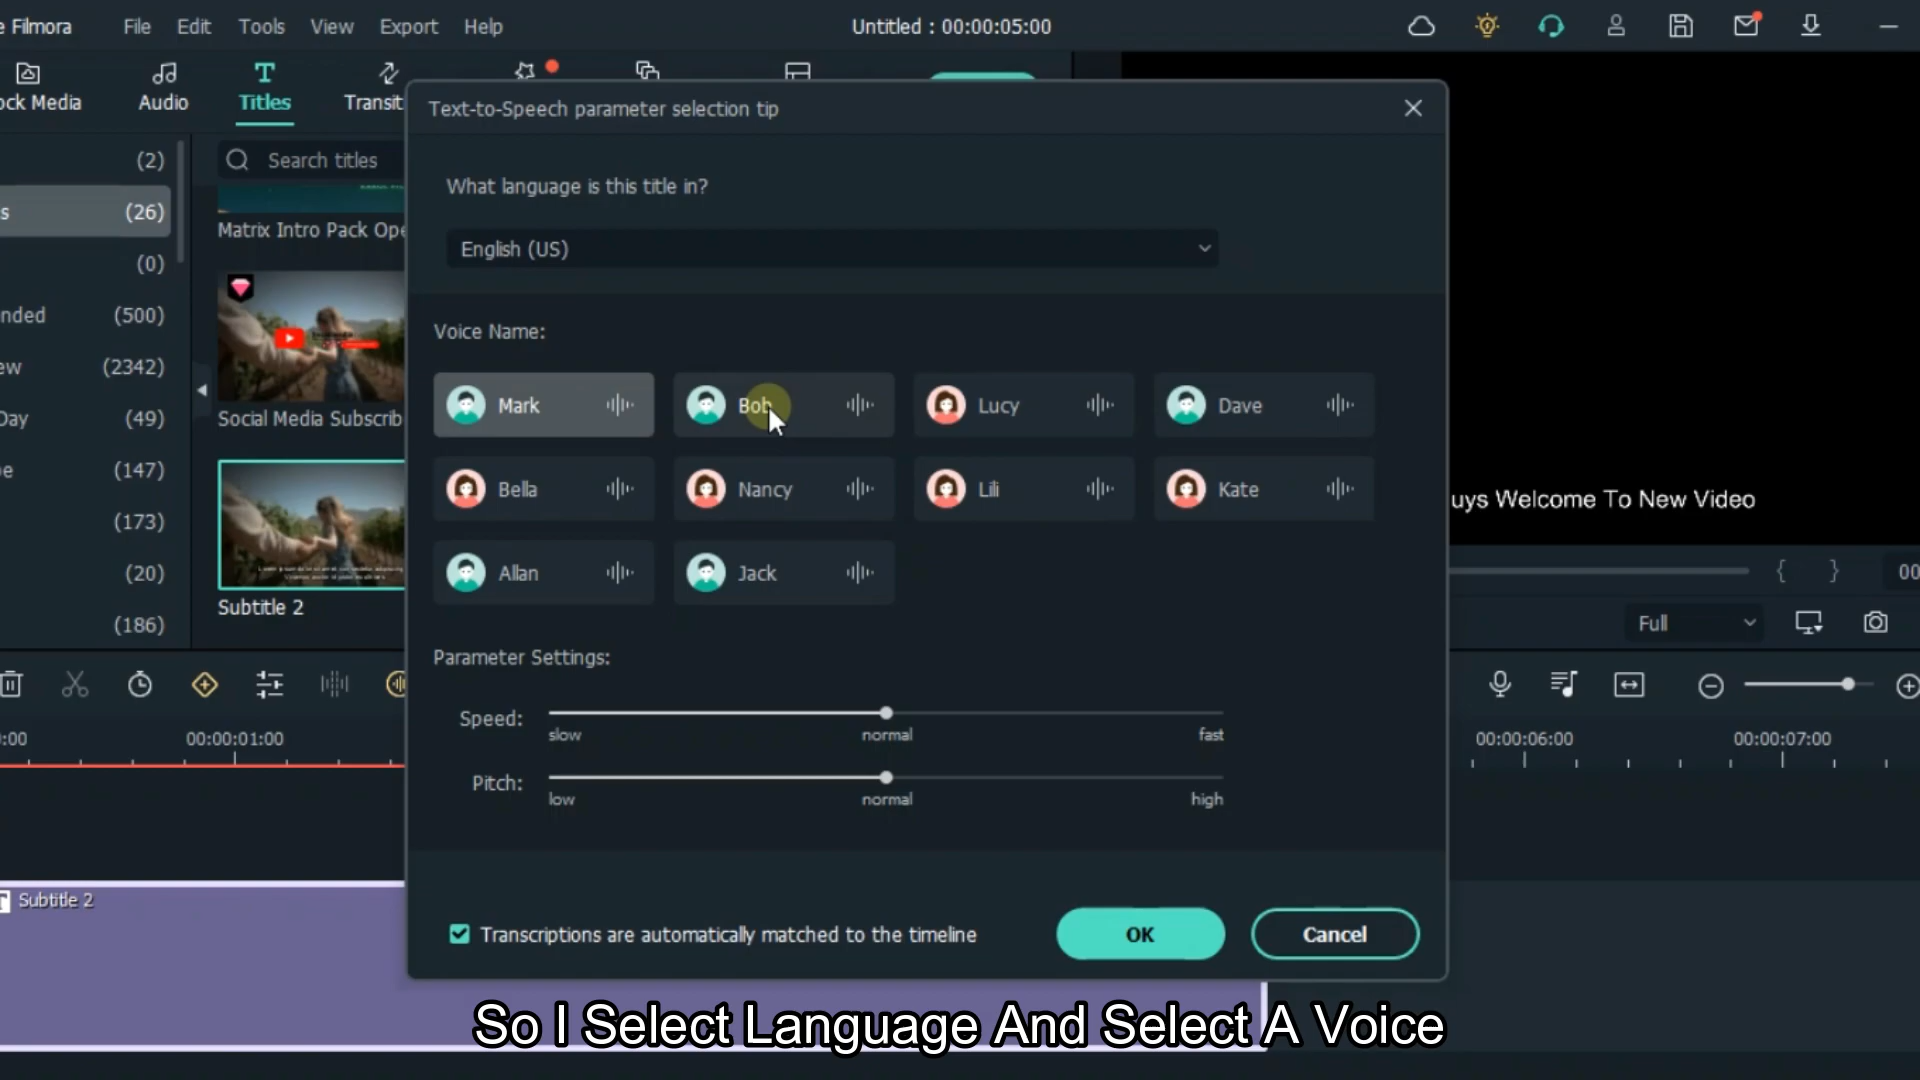 e Filmora
File Edit Tools View Export Help
Untitled : 00:00:05:00
ock Media
Audio
Titles
Transit
(2)
s (26)
(0)
nded (500)
ew (2342)
Day (49)
e (147)
(173)
(20)
(186)
Search titles
Matrix Intro Pack Ope
Social Media Subscrib
Subtitle 2
Text-to-Speech parameter selection tip
What language is this title in?
English (US)
Voice Name:
Mark Bob Lucy Dave
Bella Nancy Lili Kate
Allan Jack
Parameter Settings:
Speed:
slow normal fast
Pitch:
low normal high
Transcriptions are automatically matched to the timeline
OK Cancel
uys Welcome To New Video
{ } 00
Full
:00 00:00:01:00 00:00:06:00 00:00:07:00
Subtitle 2
So I Select Language And Select A Voice